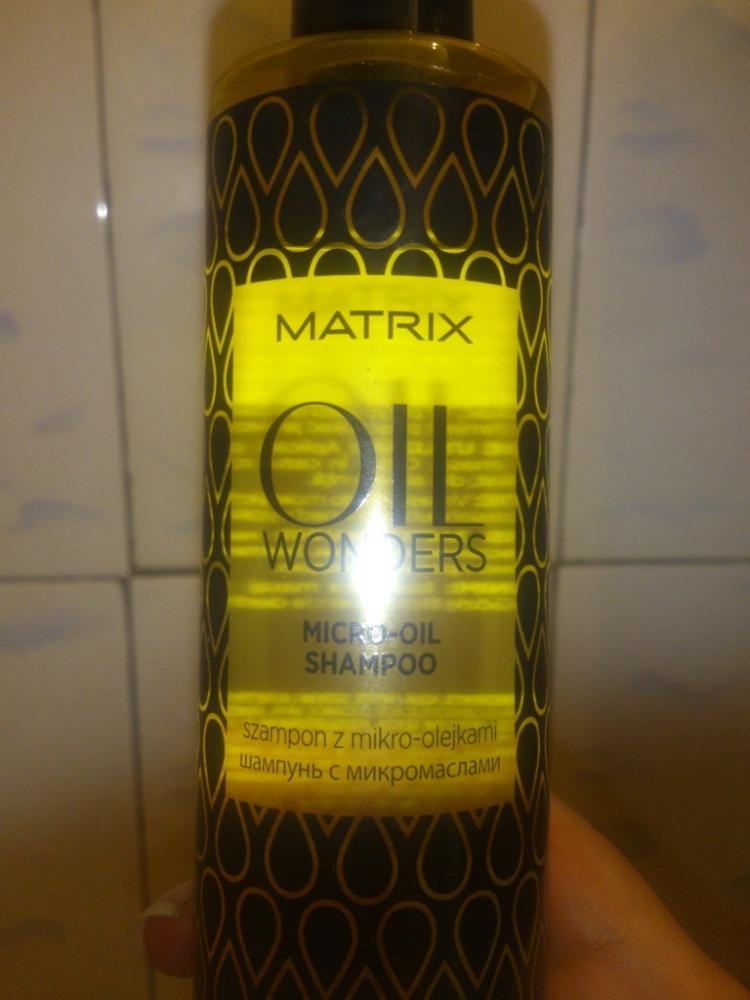 MATRIX
OIL
WONDERS
MICRO-OIL
SHAMPOO
szampon z mikro-olejkami
шампунь с микромаслами